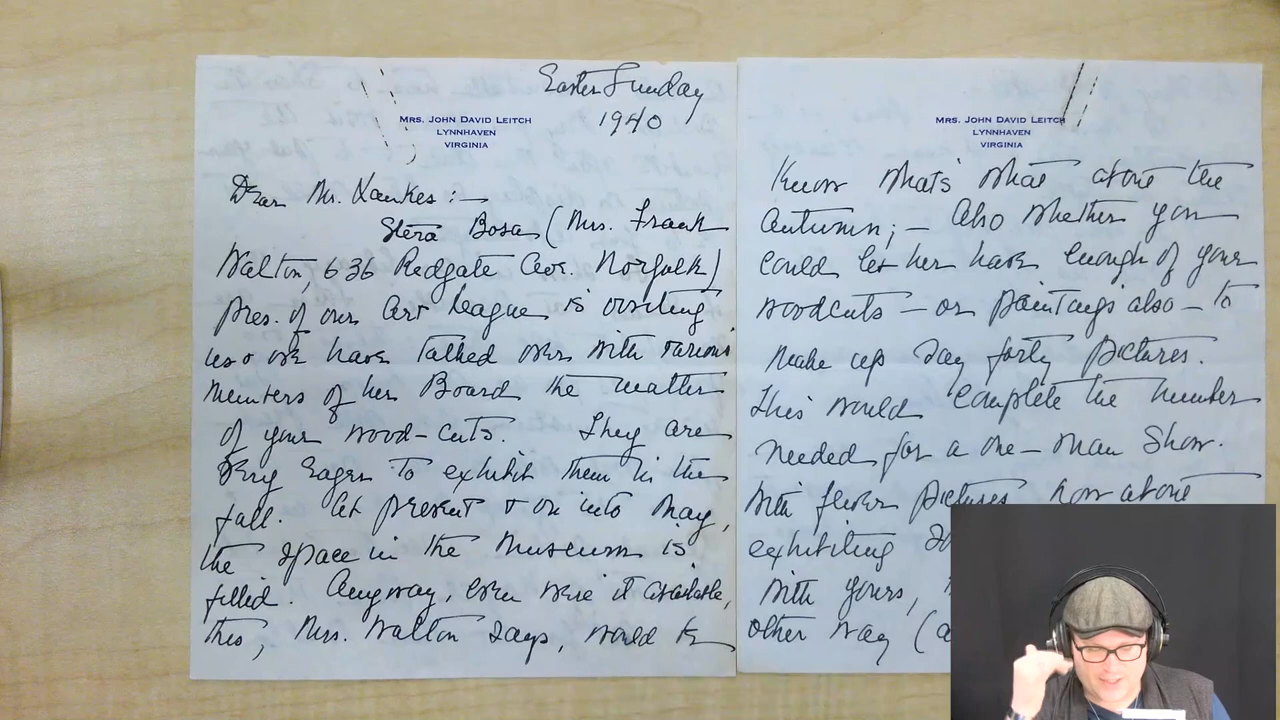 Easter Sunday
1940
MRS. JOHN DAVID LEITCH
LYNNHAVEN
VIRGINIA
Dear Mr. Lankes :—
Bosa (Mrs. Frank
Walton, 636 Redgate Ave. Norfolk)
pres. of our Art League is visiting
us & we have talked over with various
members of her Board the matter
of your wood-cuts. They are
very eager to exhibit them in the
fall. At present & on into May,
the space in the Museum is
filled. Anyway, even were it available,
this, Mrs. Walton says, would be
MRS. JOHN DAVID LEITCH
LYNNHAVEN
VIRGINIA
Know what's what about the
Autumn; — Also whether you
could let her have enough of your
woodcuts — or paintings also — to
make up say forty pictures.
This would complete the number
needed for a one-man show.
With fewer pictures how about
exhibiting
with yours,
other way (